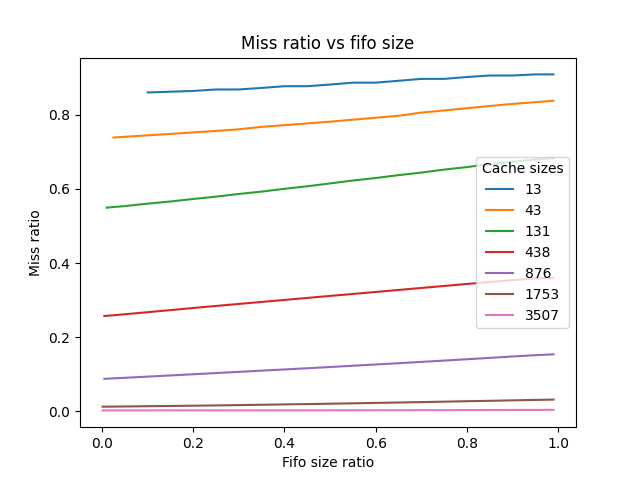 Miss ratio vs fifo size
Miss ratio
0.8
0.6
0.4
0.2
0.0
Cache sizes
13
43
131
438
876
1753
3507
0.0 0.2 0.4 0.6 0.8 1.0
Fifo size ratio